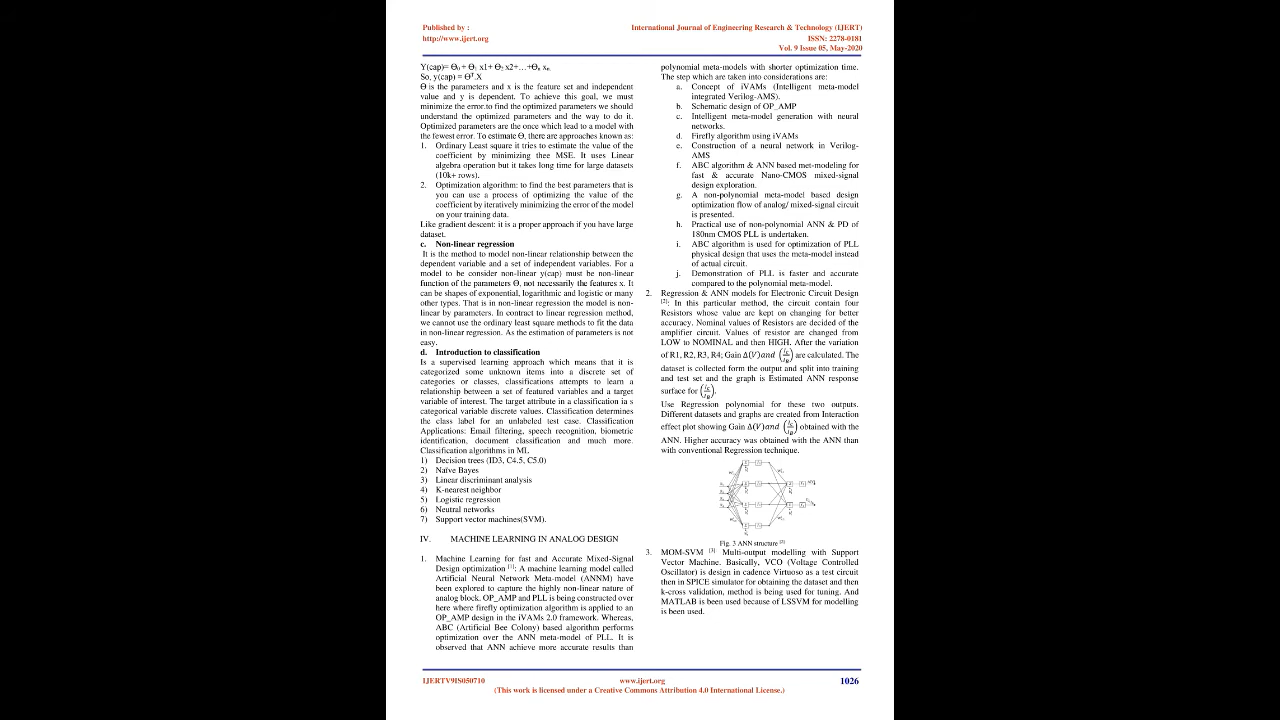 Published by :
http://www.ijert.org
International Journal of Engineering Research & Technology (IJERT)
ISSN: 2278-0181
Vol. 9 Issue 05, May-2020
Y(cap)= Ɵ0 + Ɵ1 x1+ Ɵ2 x2+…+Ɵn xn
So, y(cap) = ƟT.X
Ɵ is the parameters and x is the feature set and independent
value and y is dependent. To achieve this goal, we must
minimize the error.to find the optimized parameters we should
understand the optimized parameters and the way to do it.
Optimized parameters are the once which lead to a model with
the fewest error. To estimate Ɵ, there are approaches known as:
1. Ordinary Least square it tries to estimate the value of the
coefficient by minimizing thee MSE. It uses Linear
algebra operation but it takes long time for large datasets
(10k+ rows).
2. Optimization algorithm: to find the best parameters that is
you can use a process of optimizing the value of the
coefficient by iteratively minimizing the error of the model
on your training data.
Like gradient descent: it is a proper approach if you have large
dataset.
c. Non-linear regression
It is the method to model non-linear relationship between the
dependent variable and a set of independent variables. For a
model to be consider non-linear y(cap) must be non-linear
function of the parameters Ɵ, not necessarily the features x. It
can be shapes of exponential, logarithmic and logistic or many
other types. That is in non-linear regression the model is non-
linear by parameters. In contract to linear regression method,
we cannot use the ordinary least square methods to fit the data
in non-linear regression. As the estimation of parameters is not
easy.
d. Introduction to classification
Is a supervised learning approach which means that it is
categorized some unknown items into a discrete set of
categories or classes, classifications attempts to learn a
relationship between a set of featured variables and a target
variable of interest. The target attribute in a classification ia s
categorical variable discrete values. Classification determines
the class label for an unlabeled test case. Classification
Applications: Email filtering, speech recognition, biometric
identification, document classification and much more.
Classification algorithms in ML
1) Decision trees (ID3, C4.5, C5.0)
2) Naïve Bayes
3) Linear discriminant analysis
4) K-nearest neighbor
5) Logistic regression
6) Neutral networks
7) Support vector machines(SVM).
IV. MACHINE LEARNING IN ANALOG DESIGN
1. Machine Learning for fast and Accurate Mixed-Signal
Design optimization [1]: A machine learning model called
Artificial Neural Network Meta-model (ANNM) have
been explored to capture the highly non-linear nature of
analog block. OP_AMP and PLL is being constructed over
here where firefly optimization algorithm is applied to an
OP_AMP design in the iVAMs 2.0 framework. Whereas,
ABC (Artificial Bee Colony) based algorithm performs
optimization over the ANN meta-model of PLL. It is
observed that ANN achieve more accurate results than
polynomial meta-models with shorter optimization time.
The step which are taken into considerations are:
a. Concept of iVAMs (Intelligent meta-model
integrated Verilog-AMS).
b. Schematic design of OP_AMP
c. Intelligent meta-model generation with neural
networks.
d. Firefly algorithm using iVAMs
e. Construction of a neural network in Verilog-
AMS
f. ABC algorithm & ANN based met-modeling for
fast & accurate Nano-CMOS mixed-signal
design exploration.
g. A non-polynomial meta-model based design
optimization flow of analog/ mixed-signal circuit
is presented.
h. Practical use of non-polynomial ANN & PD of
180nm CMOS PLL is undertaken.
i. ABC algorithm is used for optimization of PLL
physical design that uses the meta-model instead
of actual circuit.
j. Demonstration of PLL is faster and accurate
compared to the polynomial meta-model.
2. Regression & ANN models for Electronic Circuit Design
[2]: In this particular method, the circuit contain four
Resistors whose value are kept on changing for better
accuracy. Nominal values of Resistors are decided of the
amplifier circuit. Values of resistor are changed from
LOW to NOMINAL and then HIGH. After the variation
of R1, R2, R3, R4; Gain Δ(V)and (IC/IB) are calculated. The
dataset is collected form the output and split into training
and test set and the graph is Estimated ANN response
surface for (IC/IB).
Use Regression polynomial for these two outputs.
Different datasets and graphs are created from Interaction
effect plot showing Gain Δ(V)and (IC/IB) obtained with the
ANN. Higher accuracy was obtained with the ANN than
with conventional Regression technique.
Fig. 3 ANN structure [2]
3. MOM-SVM [3] Multi-output modelling with Support
Vector Machine. Basically, VCO (Voltage Controlled
Oscillator) is design in cadence Virtuoso as a test circuit
then in SPICE simulator for obtaining the dataset and then
k-cross validation, method is being used for tuning. And
MATLAB is been used because of LSSVM for modelling
is been used.
IJERTV9IS050710
www.ijert.org
1026
(This work is licensed under a Creative Commons Attribution 4.0 International License.)